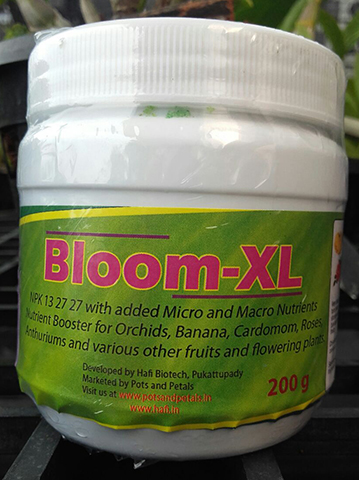 Bloom-XL
NPK 13 27 27 with added Micro and Macro Nutrients
Nutrient Booster for Orchids, Banana, Cardomom, Roses,
Anthuriums and various other fruits and flowering plants.
Developed by Hafi Biotech, Pukattupady
Marketed by Pots and Petals
Visit us at www.potsandpetals.in
www.hafi.in
200 g